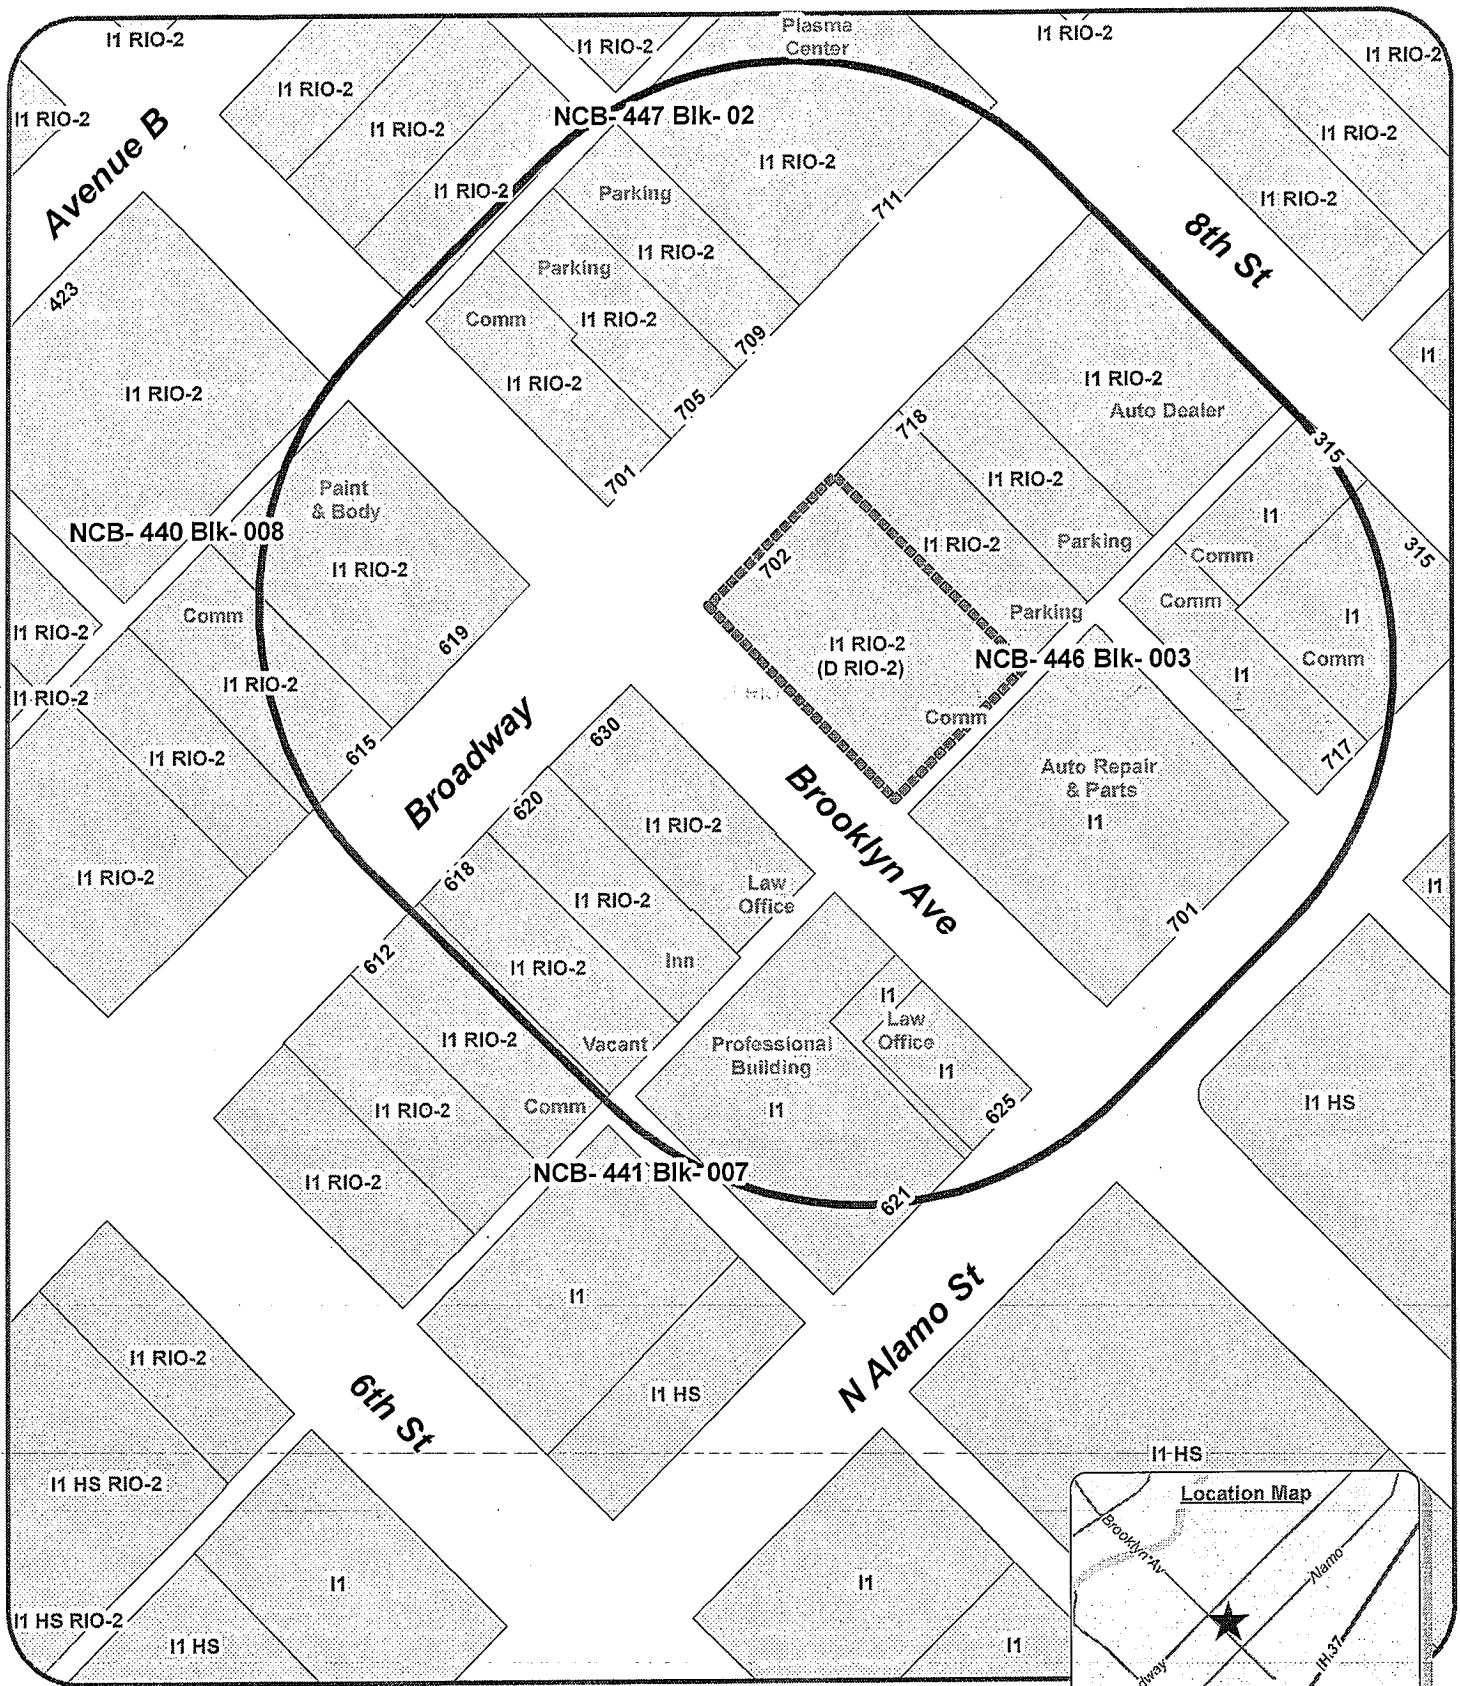 I1 RIO-2
I1 RIO-2
Plasma
Center
I1 RIO-2
I1 RIO-2
I1 RIO-2
I1 RIO-2
NCB- 447 Blk- 02
I1 RIO-2
I1 RIO-2
I1 RIO-2
Avenue B
I1 RIO-2
I1 RIO-2
Parking
I1 RIO-2
711
8th St
I1 RIO-2
Parking
423
Comm
I1 RIO-2
709
I1
I1 RIO-2
I1 RIO-2
I1 RIO-2
Auto Dealer
705
718
315
701
I1 RIO-2
Paint
& Body
I1
NCB- 440 Blk- 008
I1 RIO-2
Parking
Comm
315
I1 RIO-2
702
Comm
Comm
Parking
I1
I1 RIO-2
619
I1 RIO-2
(D RIO-2)
NCB- 446 Blk- 003
Comm
I1
I1 RIO-2
I1 RIO-2
Comm
630
I1 RIO-2
615
717
Broadway
Brooklyn Ave
Auto Repair
& Parts
I1
620
I1 RIO-2
I1 RIO-2
618
Law
Office
I1
I1 RIO-2
701
612
Inn
I1 RIO-2
I1
Law
Office
I1 RIO-2
Vacant
Professional
Building
I1
I1
I1 RIO-2
Comm
625
I1 HS
NCB- 441 Blk- 007
I1 RIO-2
621
I1
N Alamo St
I1 RIO-2
6th St
I1 HS
I1 HS
I1 HS RIO-2
Location Map
Brooklyn Av
Alamo
I1
I1
I1 HS RIO-2
I1 HS
I1
IH 37
dway